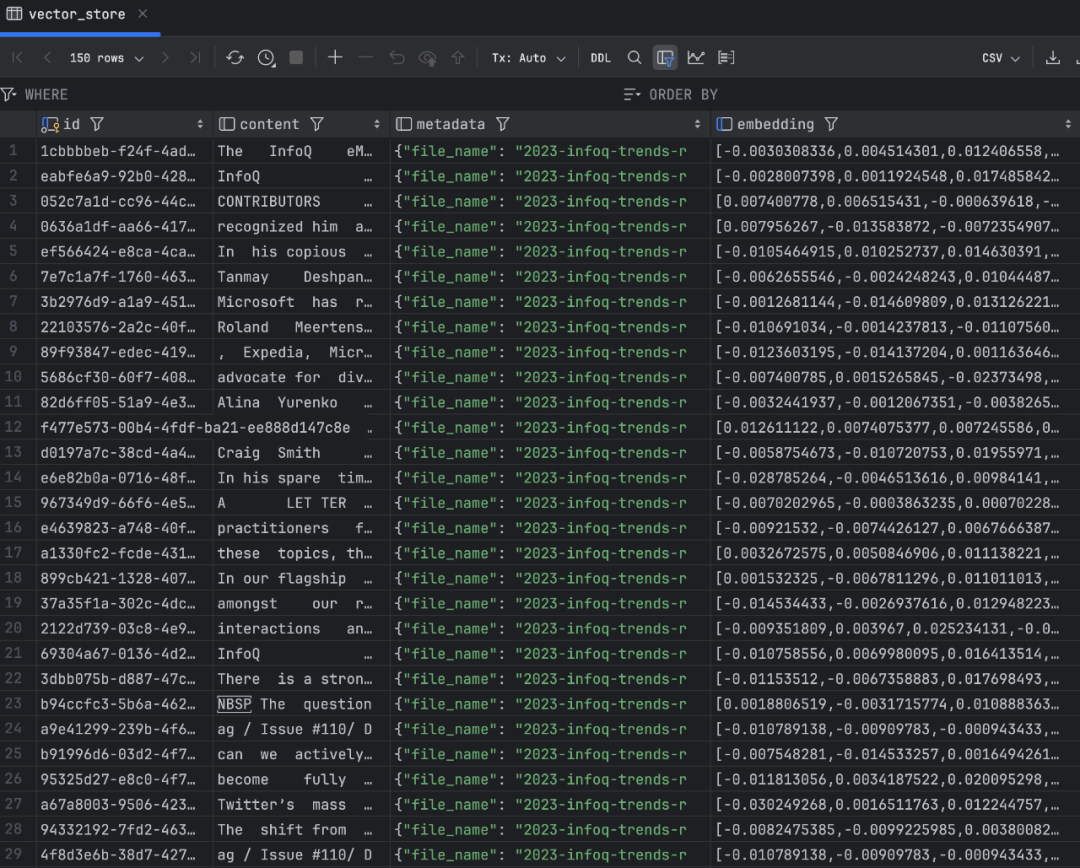 vector_store
150 rows Tx: Auto DDL CSV
WHERE ORDER BY
id content metadata embedding
1 1cbbbbeb-f24f-4ad… The InfoQ eM… {"file_name": "2023-infoq-trends-r [-0.0030308336,0.004514301,0.012406558,…
2 eabfe6a9-92b0-428… InfoQ … {"file_name": "2023-infoq-trends-r [-0.0028007398,0.0011924548,0.017485842…
3 052c7a1d-cc96-44c… CONTRIBUTORS … {"file_name": "2023-infoq-trends-r [0.007400778,0.006515431,-0.000639618,-…
4 0636a1df-aa66-417… recognized him a… {"file_name": "2023-infoq-trends-r [0.007956267,-0.013583872,-0.0072354907…
5 ef566424-e8ca-4ca… In his copious … {"file_name": "2023-infoq-trends-r [-0.0105464915,0.010252737,0.014630391,…
6 7e7c1a7f-1760-463… Tanmay Deshpan… {"file_name": "2023-infoq-trends-r [-0.0062655546,-0.0024248243,0.01044487…
7 3b2976d9-a1a9-451… Microsoft has r… {"file_name": "2023-infoq-trends-r [-0.0012681144,-0.014609809,0.013126221…
8 22103576-2a2c-40f… Roland Meertens… {"file_name": "2023-infoq-trends-r [-0.010691034,-0.0014237813,-0.01107560…
9 89f93847-edec-419… , Expedia, Micr… {"file_name": "2023-infoq-trends-r [-0.0123603195,-0.014137204,0.001163646…
10 5686cf30-60f7-408… advocate for div… {"file_name": "2023-infoq-trends-r [-0.007400785,0.0015265845,-0.02373498,…
11 82d6ff05-51a9-4e3… Alina Yurenko … {"file_name": "2023-infoq-trends-r [-0.0032441937,-0.0012067351,-0.0038265…
12 f477e573-00b4-4fdf-ba21-ee888d147c8e … {"file_name": "2023-infoq-trends-r [0.012611122,0.0074075377,0.007245586,0…
13 d0197a7c-38cd-4a4… Craig Smith … {"file_name": "2023-infoq-trends-r [-0.0058754673,-0.010720753,0.01955971,…
14 e6e82b0a-0716-48f… In his spare tim… {"file_name": "2023-infoq-trends-r [-0.028785264,-0.0046513616,0.00984141,…
15 967349d9-66f6-4e5… A LET TER … {"file_name": "2023-infoq-trends-r [-0.0070202965,-0.0003863235,0.00070228…
16 e4639823-a748-40f… practitioners f… {"file_name": "2023-infoq-trends-r [-0.00921532,-0.0074426127,0.0067666387…
17 a1330fc2-fcde-431… these topics, th… {"file_name": "2023-infoq-trends-r [0.0032672575,0.0050846906,0.011138221,…
18 899cb421-1328-407… In our flagship … {"file_name": "2023-infoq-trends-r [0.001532325,-0.0067811296,0.011011013,…
19 37a35f1a-302c-4dc… amongst our r… {"file_name": "2023-infoq-trends-r [-0.014534433,-0.0026937616,0.012948223…
20 2122d739-03c8-4e9… interactions an… {"file_name": "2023-infoq-trends-r [-0.009351809,0.003967,0.025234131,-0.0…
21 69304a67-0136-4d2… InfoQ … {"file_name": "2023-infoq-trends-r [-0.010758556,0.0069980095,0.016413514,…
22 3dbb075b-d887-47c… There is a stron… {"file_name": "2023-infoq-trends-r [-0.01153512,-0.0067358883,0.017698493,…
23 b94ccfc3-5b6a-462… NBSP The question {"file_name": "2023-infoq-trends-r [0.0018806519,-0.0031715774,0.010888363…
24 a9e41299-239b-4f6… ag / Issue #110/ D {"file_name": "2023-infoq-trends-r [-0.010789138,-0.00909783,-0.000943433,…
25 b91996d6-03d2-4f7… can we actively… {"file_name": "2023-infoq-trends-r [-0.007548281,-0.014533257,0.0016494261…
26 95325d27-e8c0-4f7… become fully … {"file_name": "2023-infoq-trends-r [-0.011813056,0.0034187522,0.020095298,…
27 a67a8003-9506-423… Twitter's mass … {"file_name": "2023-infoq-trends-r [-0.030249268,0.0016511763,0.012244757,…
28 94332192-7fd2-463… The shift from … {"file_name": "2023-infoq-trends-r [-0.0082475385,-0.0099225985,0.00380082…
29 4f8d3e6b-38d7-427… ag / Issue #110/ D {"file_name": "2023-infoq-trends-r [-0.010789138,-0.00909783,-0.000943433,…